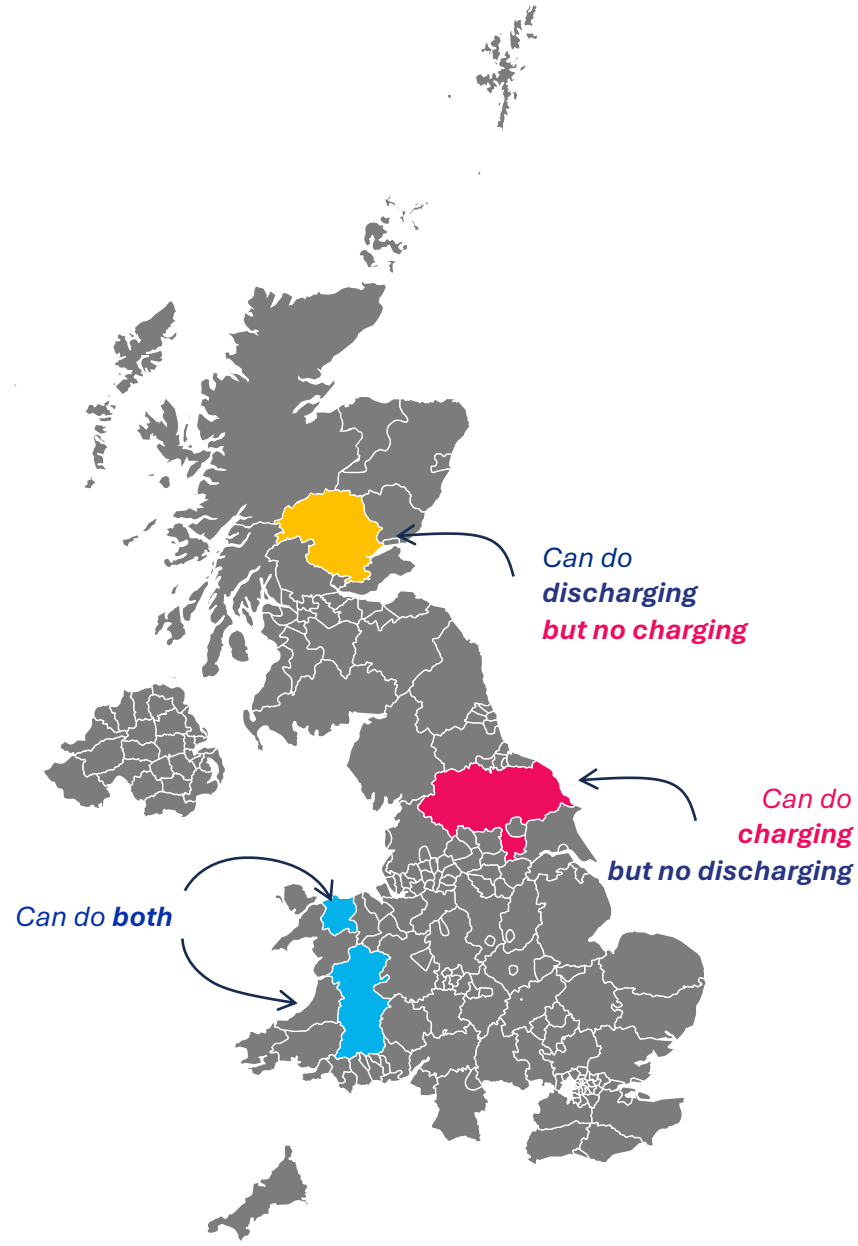 Can do
discharging
but no charging
Can do
charging
but no discharging
Can do both